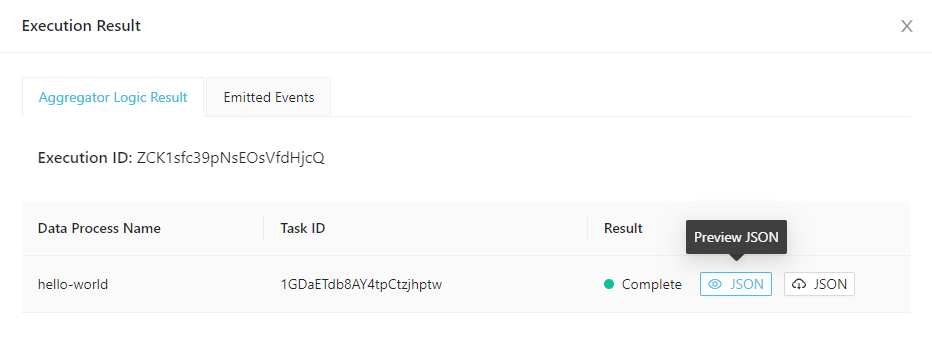 Execution Result
Aggregator Logic Result
Emitted Events
Execution ID: ZCK1sfc39pNsEOsVfdHjcQ
Data Process Name
Task ID
Result
Preview JSON
hello-world
1GDaETdb8AY4tpCtzjhptw
Complete
JSON
JSON